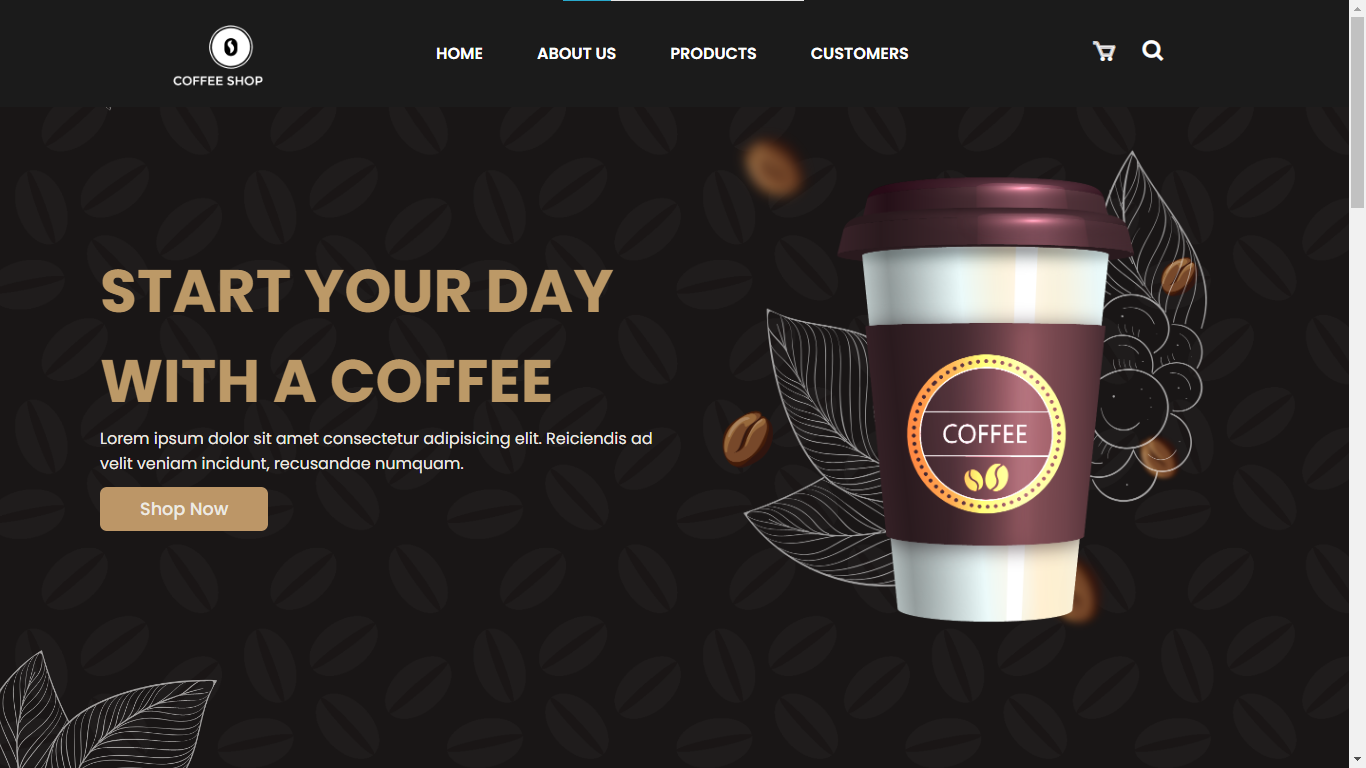 COFFEE SHOP
HOME ABOUT US PRODUCTS CUSTOMERS
START YOUR DAY
WITH A COFFEE
Lorem ipsum dolor sit amet consectetur adipisicing elit. Reiciendis ad
velit veniam incidunt, recusandae numquam.
Shop Now
COFFEE